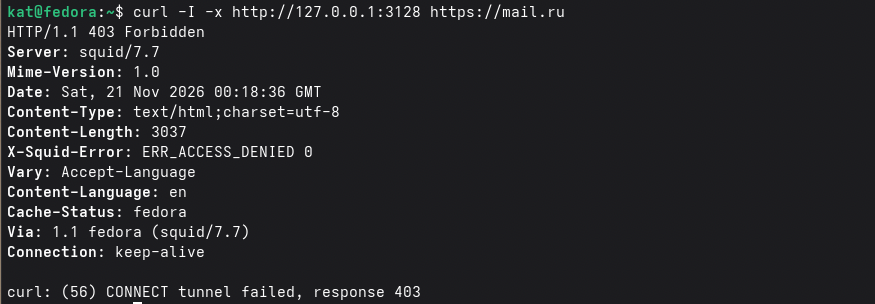 kat@fedora:~$ curl -I -x http://127.0.0.1:3128 https://mail.ru
HTTP/1.1 403 Forbidden
Server: squid/7.7
Mime-Version: 1.0
Date: Sat, 21 Nov 2026 00:18:36 GMT
Content-Type: text/html;charset=utf-8
Content-Length: 3037
X-Squid-Error: ERR_ACCESS_DENIED 0
Vary: Accept-Language
Content-Language: en
Cache-Status: fedora
Via: 1.1 fedora (squid/7.7)
Connection: keep-alive

curl: (56) CONNECT tunnel failed, response 403